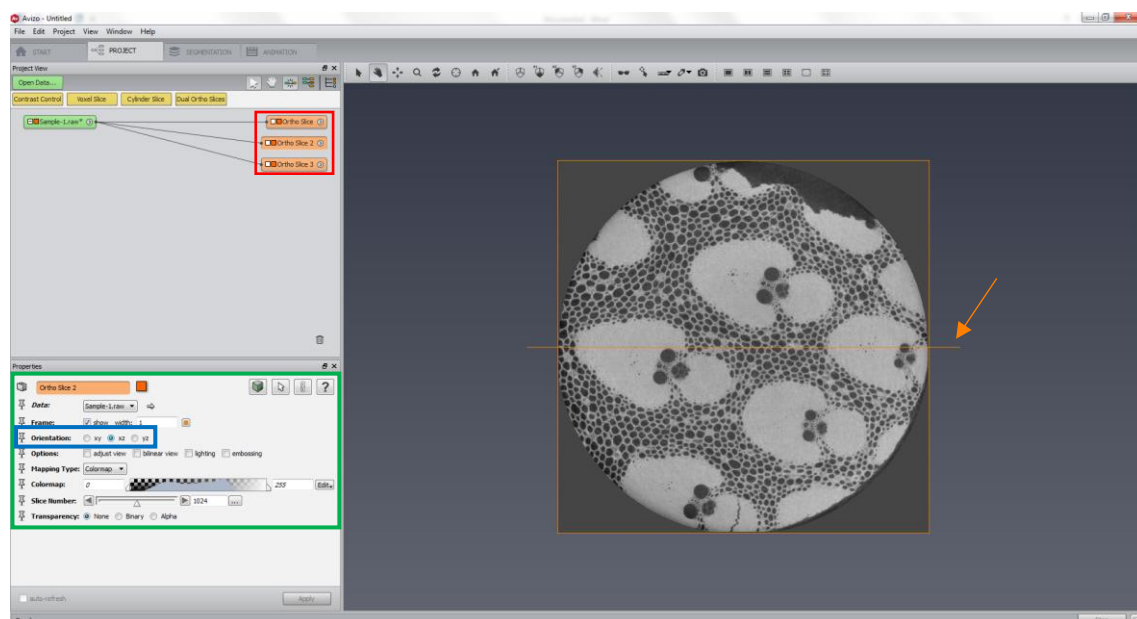 Avizo - Untitled
File Edit Project View Window Help
START PROJECT SEGMENTATION ANIMATION
Project View
Open Data...
Contrast Control Voxel Slice Cylinder Slice Dual Ortho Slices
Sample-1.raw* Ortho Slice
Ortho Slice 2
Ortho Slice 3
Properties
Ortho Slice 2 ?
Data: Sample-1.raw
Frame: show width: 1
Orientation: xy xz yz
Options: adjust view bilinear view lighting embossing
Mapping Type: Colormap
Colormap: 0 255 Edit
Slice Number: 1024 ...
Transparency: None Binary Alpha
auto-refresh Apply